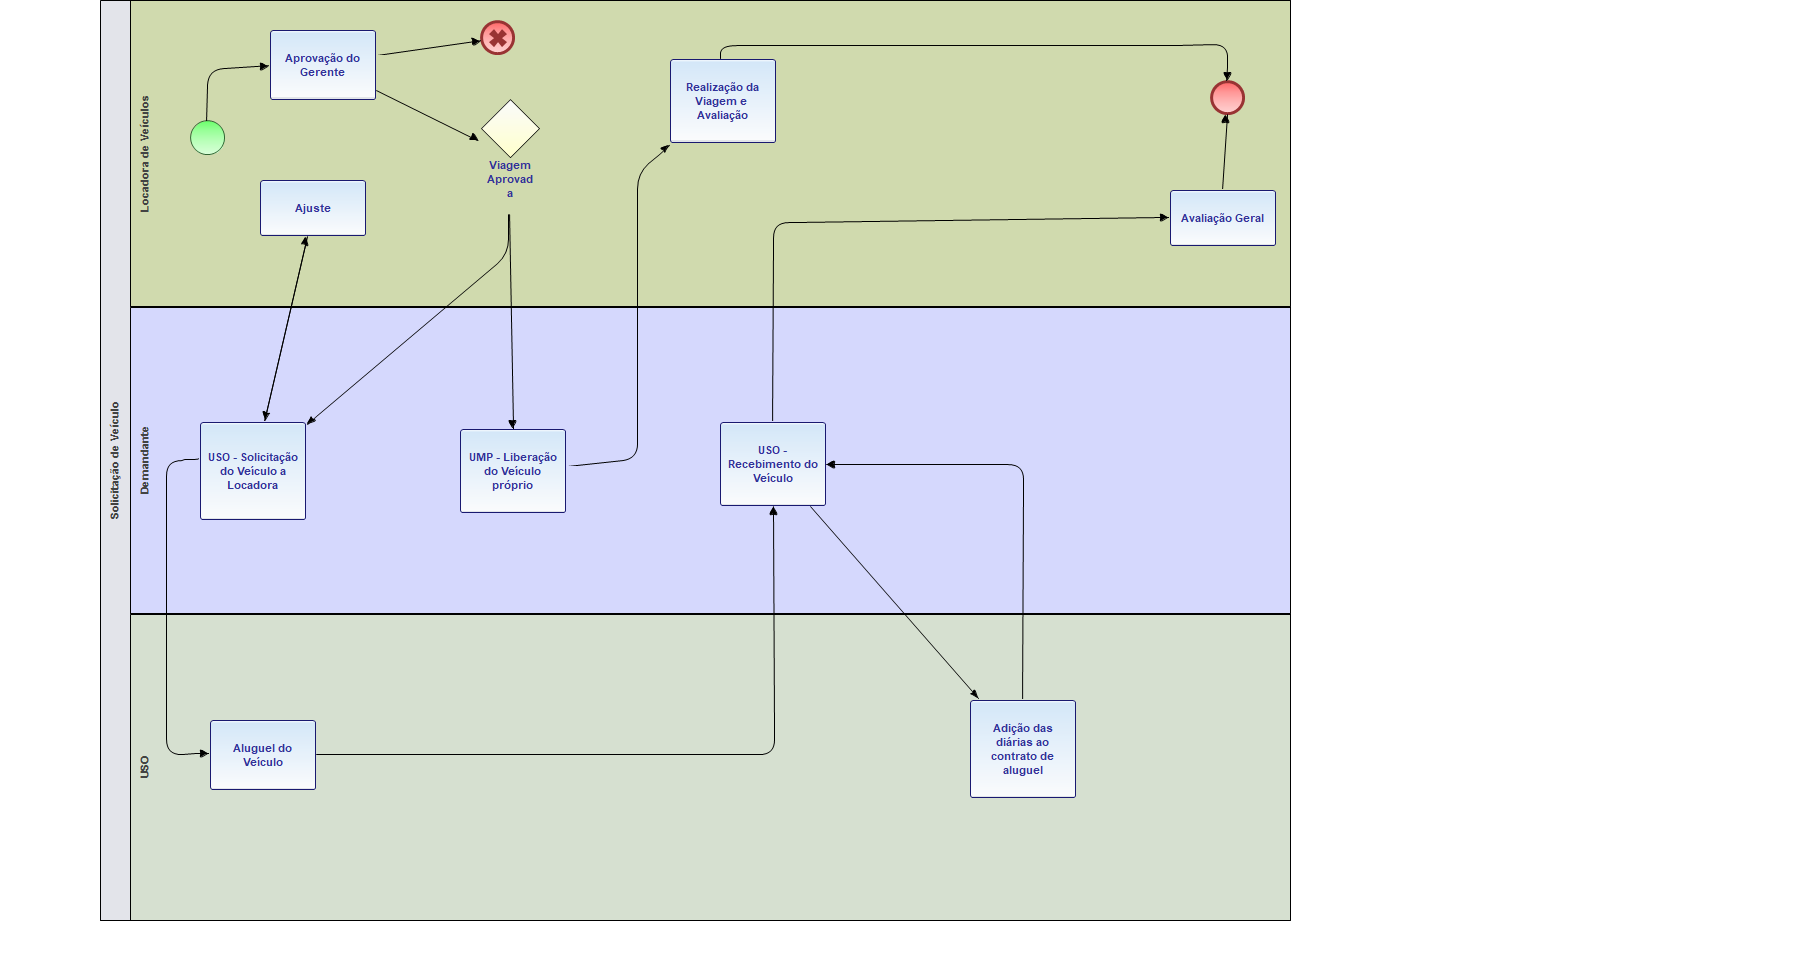 Solicitação de Veículo
Locadora de Veículos
Aprovação do
Gerente
Viagem
Aprovad
a
Ajuste
Realização da
Viagem e
Avaliação
Avaliação Geral
Demandante
USO - Solicitação
do Veículo a
Locadora
UMP - Liberação
do Veículo
próprio
USO -
Recebimento do
Veículo
USO
Aluguel do
Veículo
Adição das
diárias ao
contrato de
aluguel